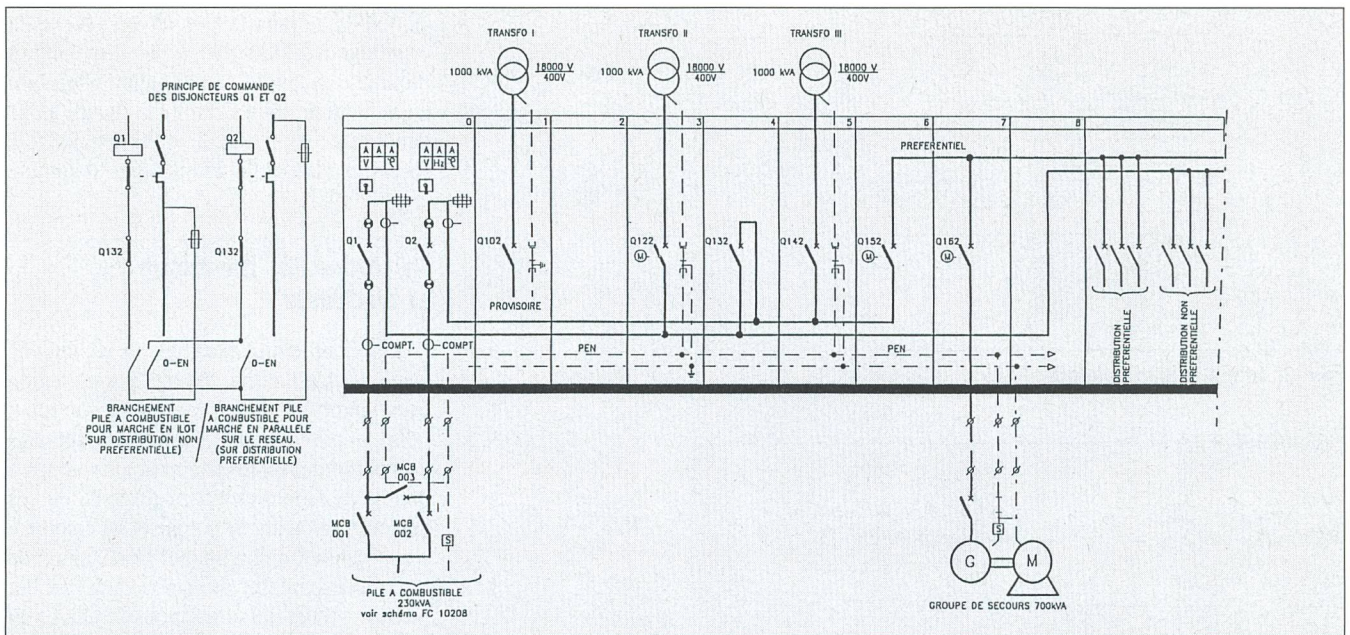 TRANSFO I
1000 kVA
18000 V
400V
TRANSFO II
1000 kVA
18000 V
400V
TRANSFO III
1000 kVA
18000 V
400V
PRINCIPE DE COMMANDE
DES DISJONCTEURS Q1 ET Q2
Q1
Q2
Q132
Q132
O-EN
O-EN
BRANCHEMENT
PILE A COMBUSTIBLE
POUR MARCHE EN ILOT
(SUR DISTRIBUTION NON
PREFERENTIELLE)
BRANCHEMENT PILE
A COMBUSTIBLE POUR
MARCHE EN PARALLELE
SUR LE RESEAU.
(SUR DISTRIBUTION
PREFERENTIELLE)
0
1
2
3
4
5
6
7
8
A A A
V °C
A A A
V Hz °C
PREFERENTIEL
Q1
Q2
Q102
Q122
M
Q132
Q142
Q152
M
Q162
M
PROVISOIRE
COMPT.
COMPT
PEN
PEN
DISTRIBUTION
PREFERENTIELLE
DISTRIBUTION NON
PREFERENTIELLE
MCB
003
MCB
001
MCB
002
S
PILE A COMBUSTIBLE
230kVA
voir schéma FC 10208
S
G
M
GROUPE DE SECOURS 700kVA